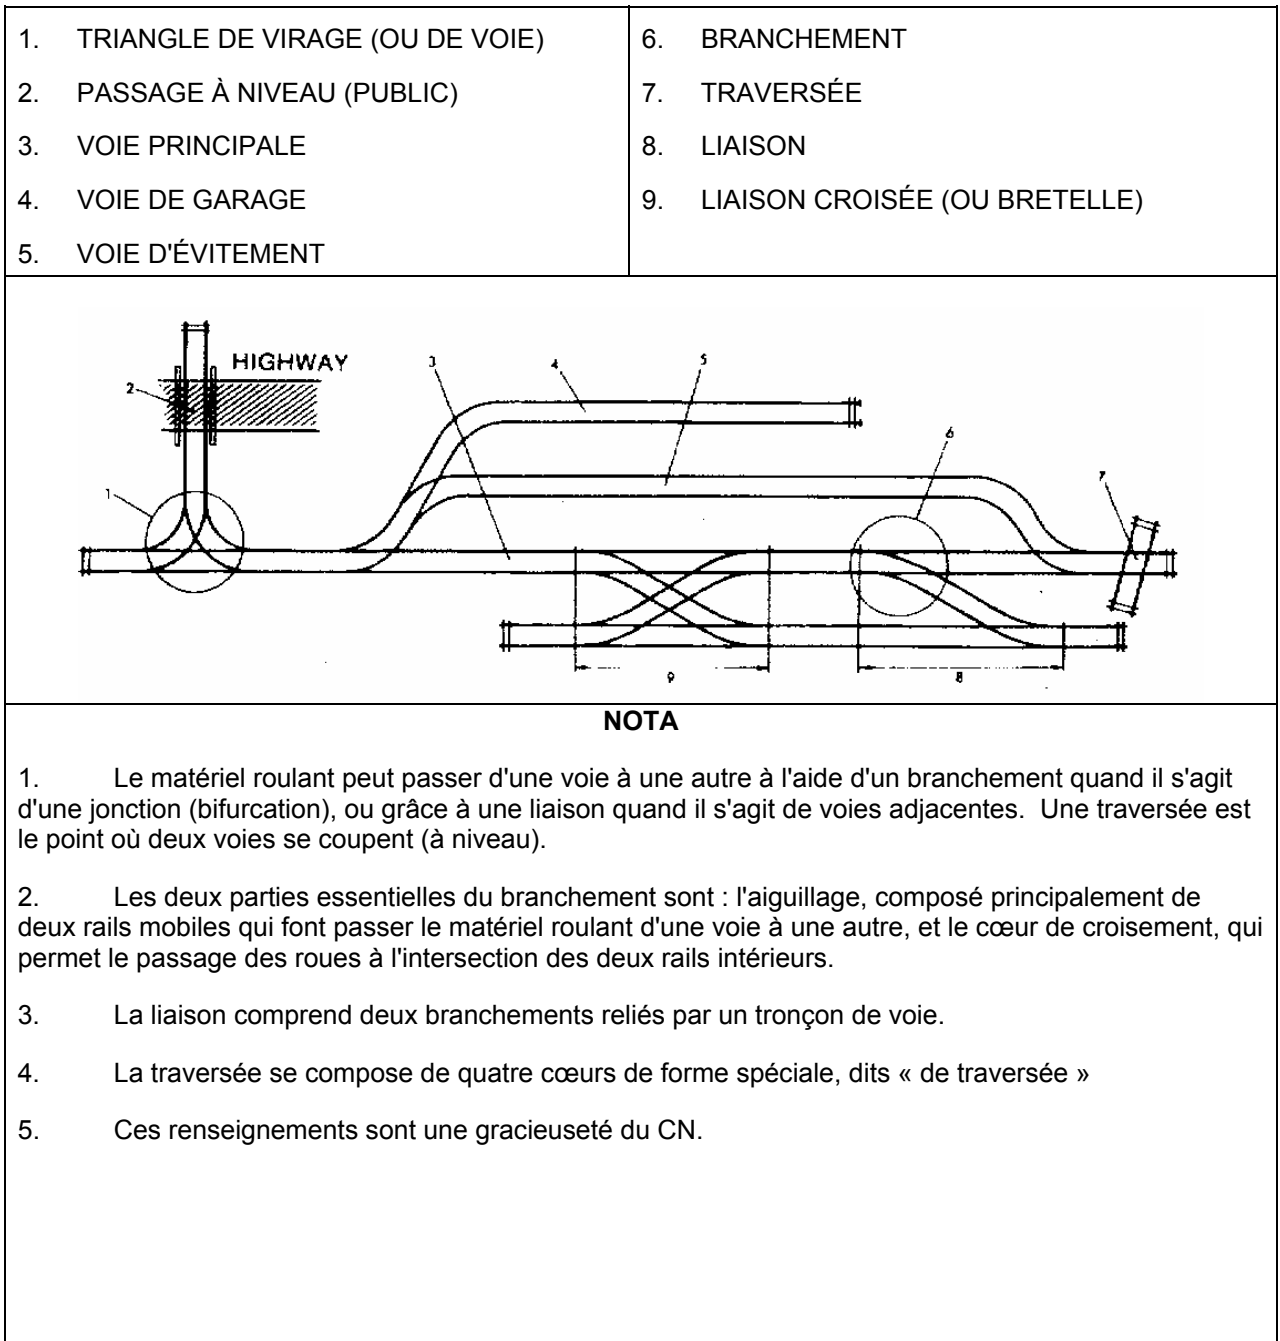 1. TRIANGLE DE VIRAGE (OU DE VOIE)
2. PASSAGE À NIVEAU (PUBLIC)
3. VOIE PRINCIPALE
4. VOIE DE GARAGE
5. VOIE D'ÉVITEMENT
6. BRANCHEMENT
7. TRAVERSÉE
8. LIAISON
9. LIAISON CROISÉE (OU BRETELLE)
HIGHWAY
1
2
3
4
5
6
7
9
8
NOTA
1. Le matériel roulant peut passer d'une voie à une autre à l'aide d'un branchement quand il s'agit
d'une jonction (bifurcation), ou grâce à une liaison quand il s'agit de voies adjacentes. Une traversée est
le point où deux voies se coupent (à niveau).
2. Les deux parties essentielles du branchement sont : l'aiguillage, composé principalement de
deux rails mobiles qui font passer le matériel roulant d'une voie à une autre, et le cœur de croisement, qui
permet le passage des roues à l'intersection des deux rails intérieurs.
3. La liaison comprend deux branchements reliés par un tronçon de voie.
4. La traversée se compose de quatre cœurs de forme spéciale, dits « de traversée »
5. Ces renseignements sont une gracieuseté du CN.